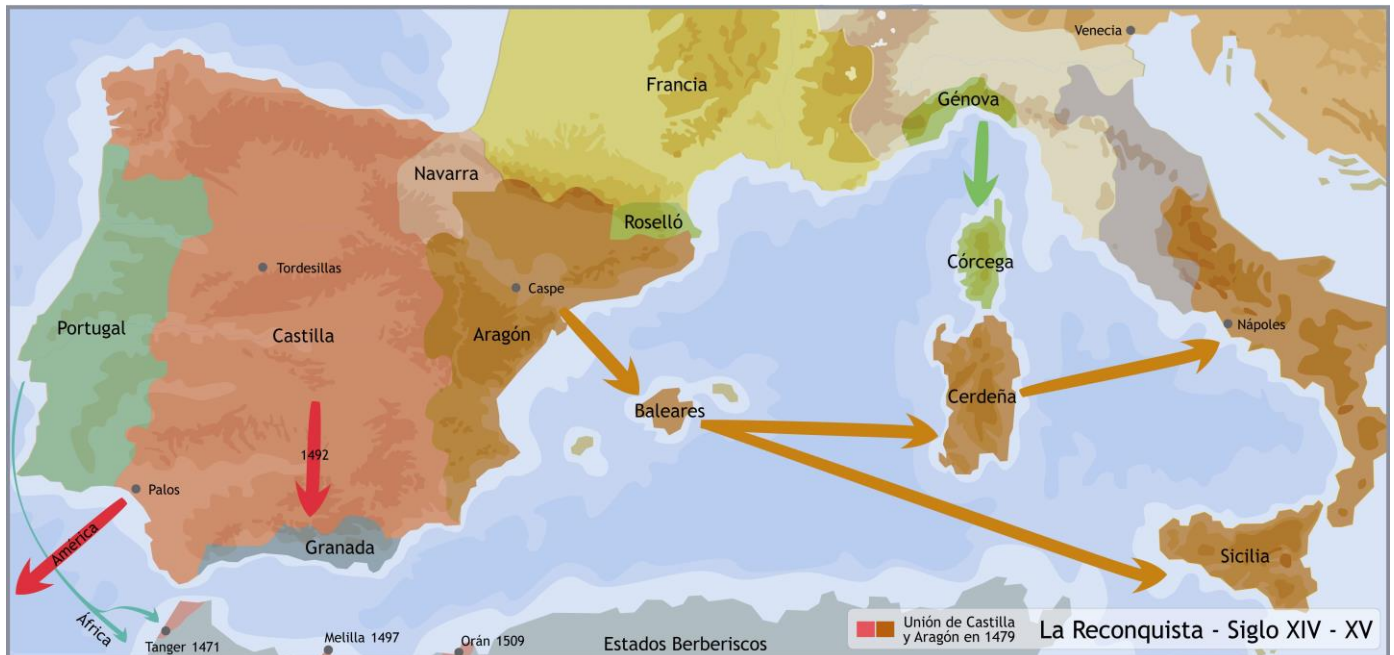 Venecia
Francia
Génova
Navarra
Roselló
Córcega
Tordesillas
Caspe
Portugal
Castilla
Aragón
Nápoles
Cerdeña
Baleares
1492
Palos
América
Granada
Sicilia
África
Tanger 1471
Melilla 1497
Orán 1509
Estados Berberiscos
Unión de Castilla
y Aragón en 1479
La Reconquista - Siglo XIV - XV